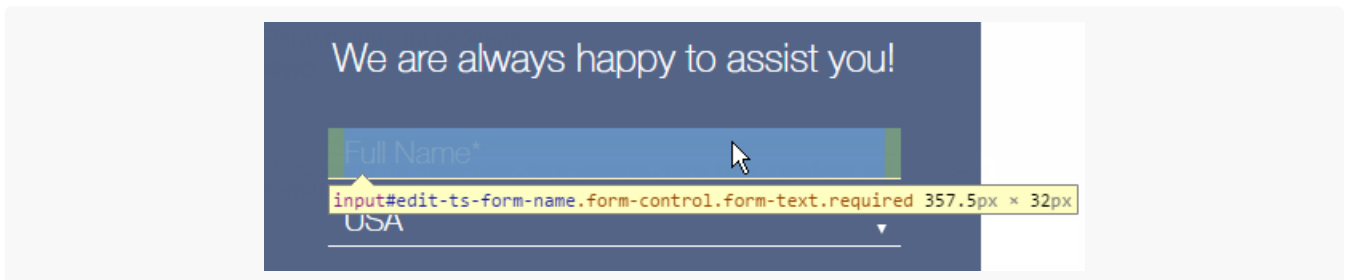 We are always happy to assist you!
Full Name*
input#edit-ts-form-name.form-control.form-text.required 357.5px × 32px
USA